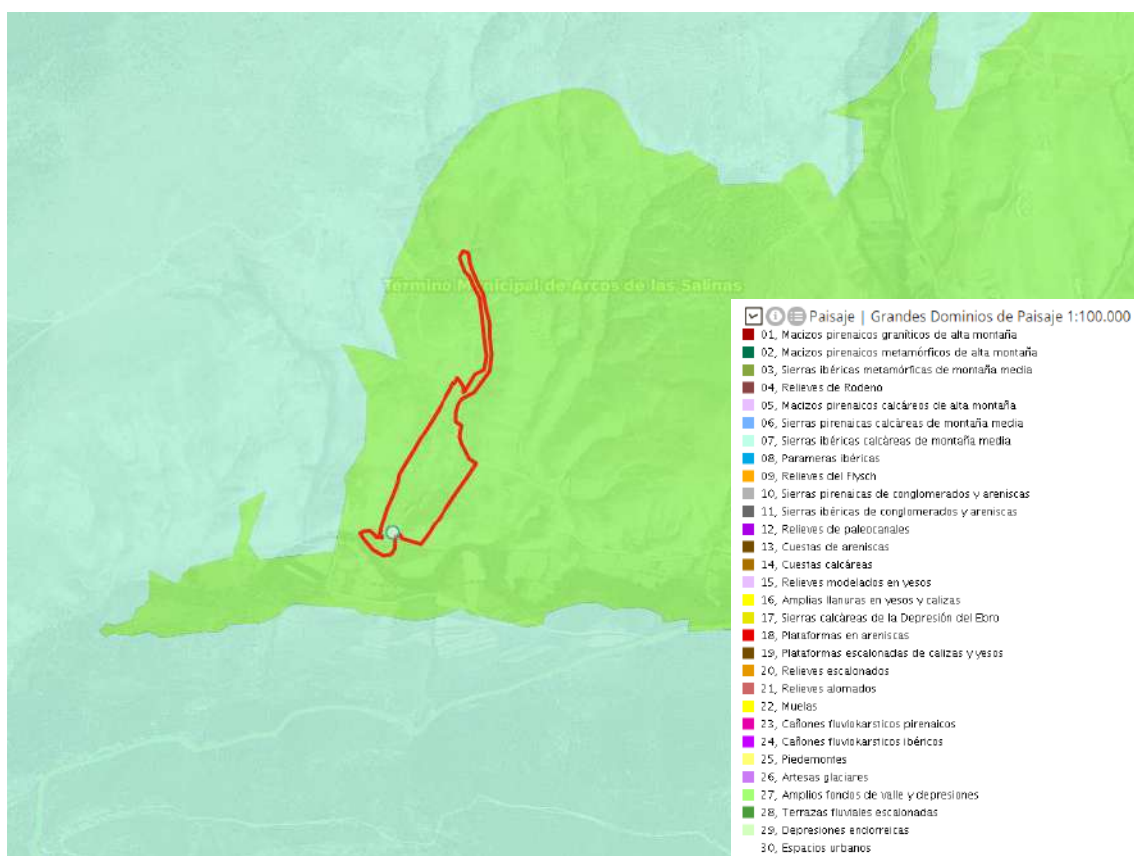 Término Municipal de Arcos de las Salinas
Paisaje | Grandes Dominios de Paisaje 1:100.000
01, Macizos pirenaicos graníticos de alta montaña
02, Macizos pirenaicos metamórficos de alta montaña
03, Sierras ibéricas metamórficas de montaña media
04, Relieves de Rodeno
05, Macizos pirenaicos calcáreos de alta montaña
06, Sierras pirenaicas calcáreas de montaña media
07, Sierras ibéricas calcáreas de montaña media
08, Parameras ibéricas
09, Relieves del Flysch
10, Sierras pirenaicas de conglomerados y areniscas
11, Sierras ibéricas de conglomerados y areniscas
12, Relieves de paleocanales
13, Cuestas de areniscas
14, Cuestas calcáreas
15, Relieves modelados en yesos
16, Amplias llanuras en yesos y calizas
17, Sierras calcáreas de la Depresión del Ebro
18, Plataformas en areniscas
19, Plataformas escalonadas de calizas y yesos
20, Relieves escalonados
21, Relieves alomados
22, Muelas
23, Cañones fluviokarsticos pirenaicos
24, Cañones fluviokarsticos ibéricos
25, Piedemontes
26, Artesas glaciares
27, Amplios fondos de valle y depresiones
28, Terrazas fluviales escalonadas
29, Depresiones endorreicas
30, Espacios urbanos